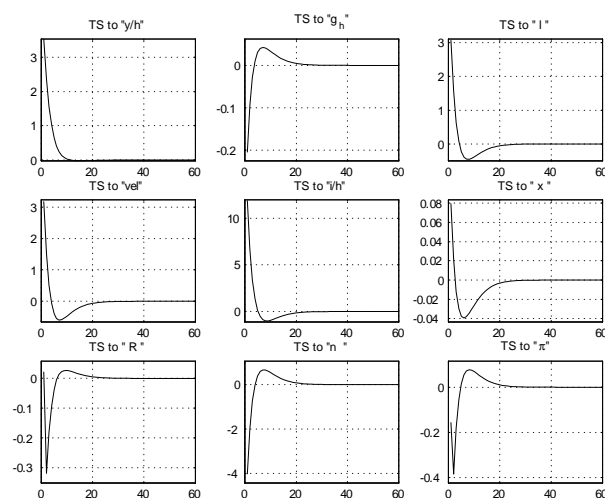 TS to "y/h"
TS to "g h"
TS to " l "
3
2
1
0
0 20 40 60
0
-0.1
-0.2
0 20 40 60
3
2
1
0
0 20 40 60
TS to "vel"
TS to "i/h"
TS to " x "
3
2
1
0
0 20 40 60
10
5
0
0 20 40 60
0.08
0.06
0.04
0.02
0
-0.02
-0.04
0 20 40 60
TS to " R "
TS to "n "
TS to "π"
0
-0.1
-0.2
-0.3
0 20 40 60
0
-2
-4
0 20 40 60
0
-0.2
-0.4
0 20 40 60